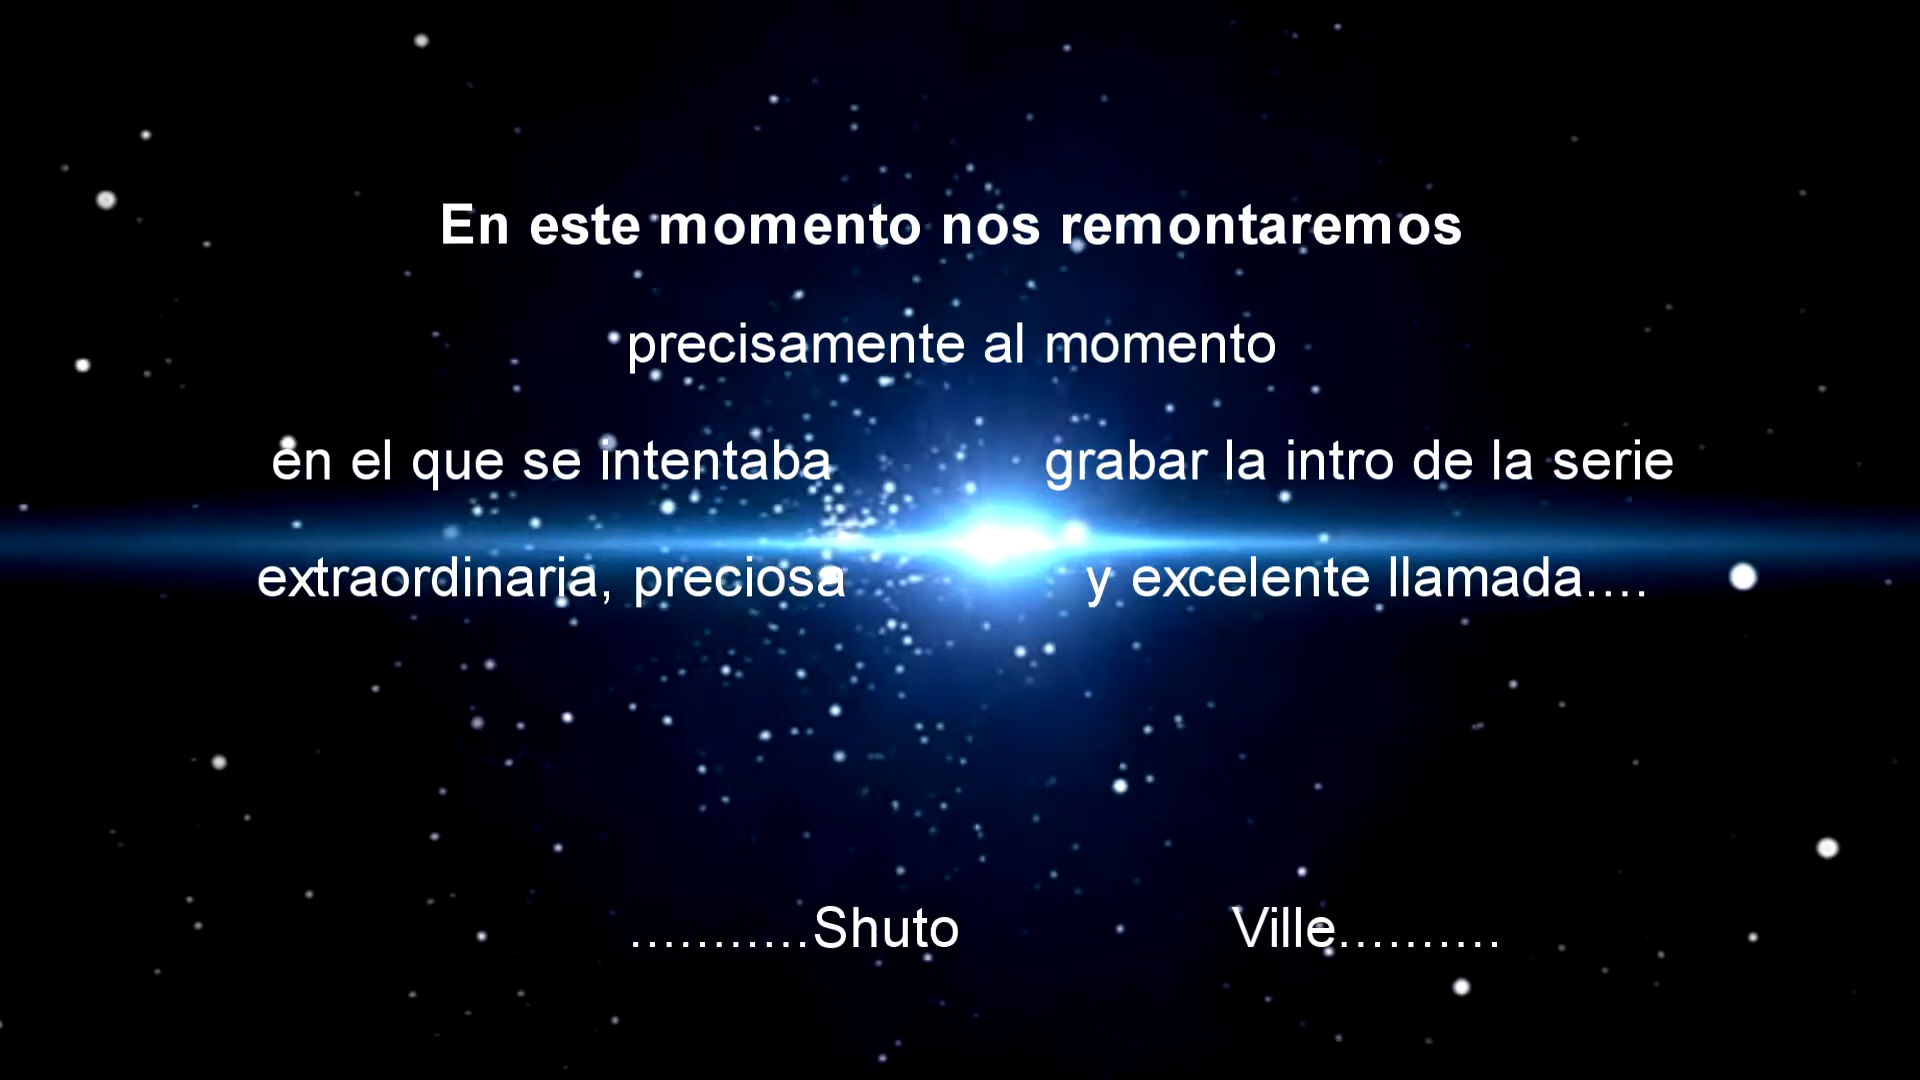 En este momento nos remontaremos
precisamente al momento
en el que se intentaba grabar la intro de la serie
extraordinaria, preciosa y excelente llamada....
...........Shuto Ville..........